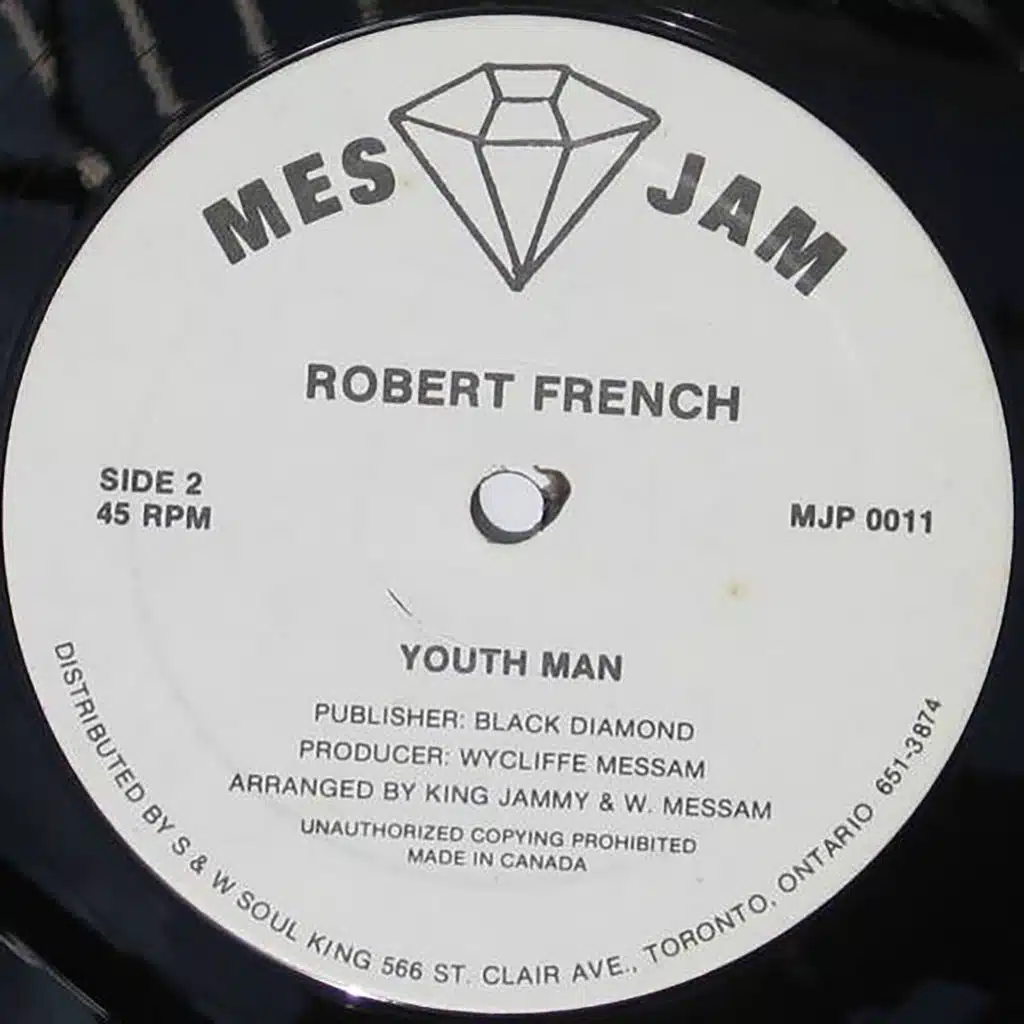 MES JAM
ROBERT FRENCH
SIDE 2
45 RPM
MJP 0011
YOUTH MAN
PUBLISHER: BLACK DIAMOND
PRODUCER: WYCLIFFE MESSAM
ARRANGED BY KING JAMMY & W. MESSAM
UNAUTHORIZED COPYING PROHIBITED
MADE IN CANADA
DISTRIBUTED BY S & W SOUL KING 566 ST. CLAIR AVE., TORONTO, ONTARIO 651-3874